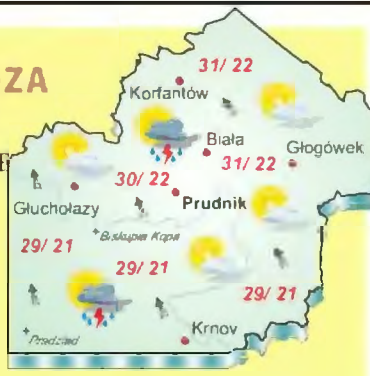 ZA
31/ 22
Korfantów
Biała
31/ 22
Głogówek
30/ 22
Głuchołazy
Prudnik
Biskupia Kopa
29/ 21
29/ 21
29/ 21
Krnov
Pradziad